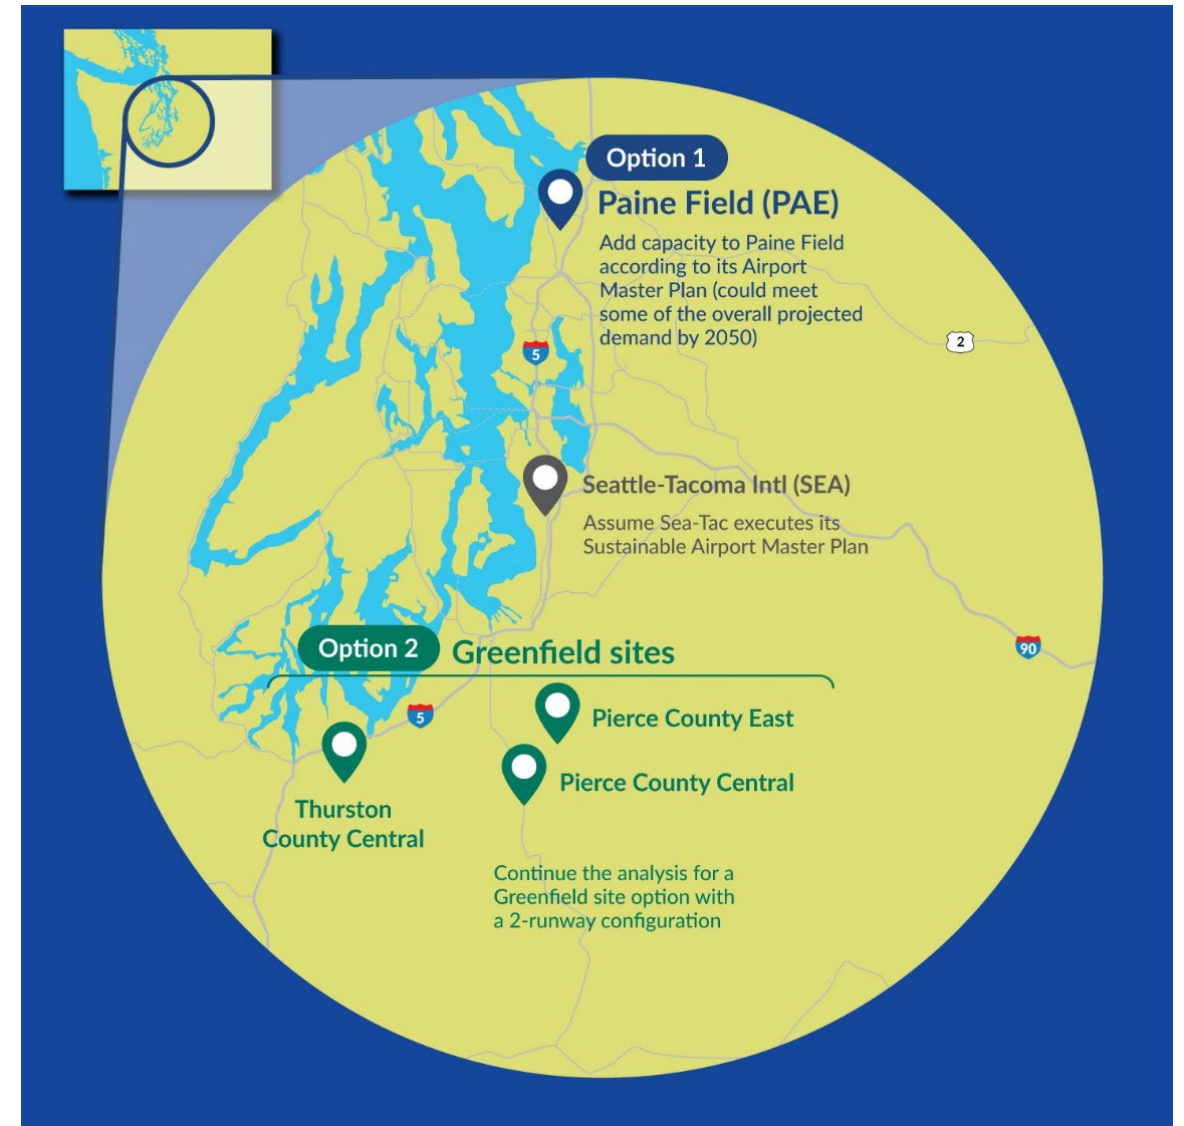 Option 1
Paine Field (PAE)
Add capacity to Paine Field
according to its Airport
Master Plan (could meet
some of the overall projected
demand by 2050)
2
5
Seattle-Tacoma Intl (SEA)
Assume Sea-Tac executes its
Sustainable Airport Master Plan
Option 2
Greenfield sites
90
5
Pierce County East
Pierce County Central
Thurston
County Central
Continue the analysis for a
Greenfield site option with
a 2-runway configuration